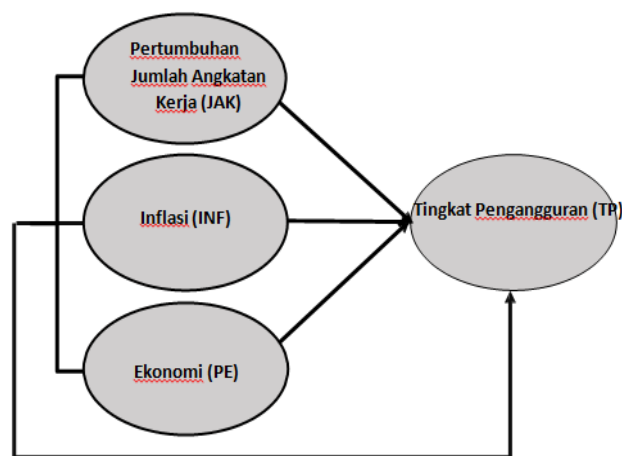 Pertumbuhan
Jumlah Angkatan
Kerja (JAK)
Inflasi (INF)
Tingkat Pengangguran (TP)
Ekonomi (PE)